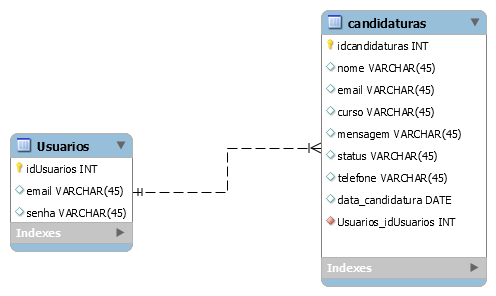 Usuarios
idUsuarios INT
email VARCHAR(45)
senha VARCHAR(45)
Indexes
candidaturas
idcandidaturas INT
nome VARCHAR(45)
email VARCHAR(45)
curso VARCHAR(45)
mensagem VARCHAR(45)
status VARCHAR(45)
telefone VARCHAR(45)
data_candidatura DATE
Usuarios_idUsuarios INT
Indexes